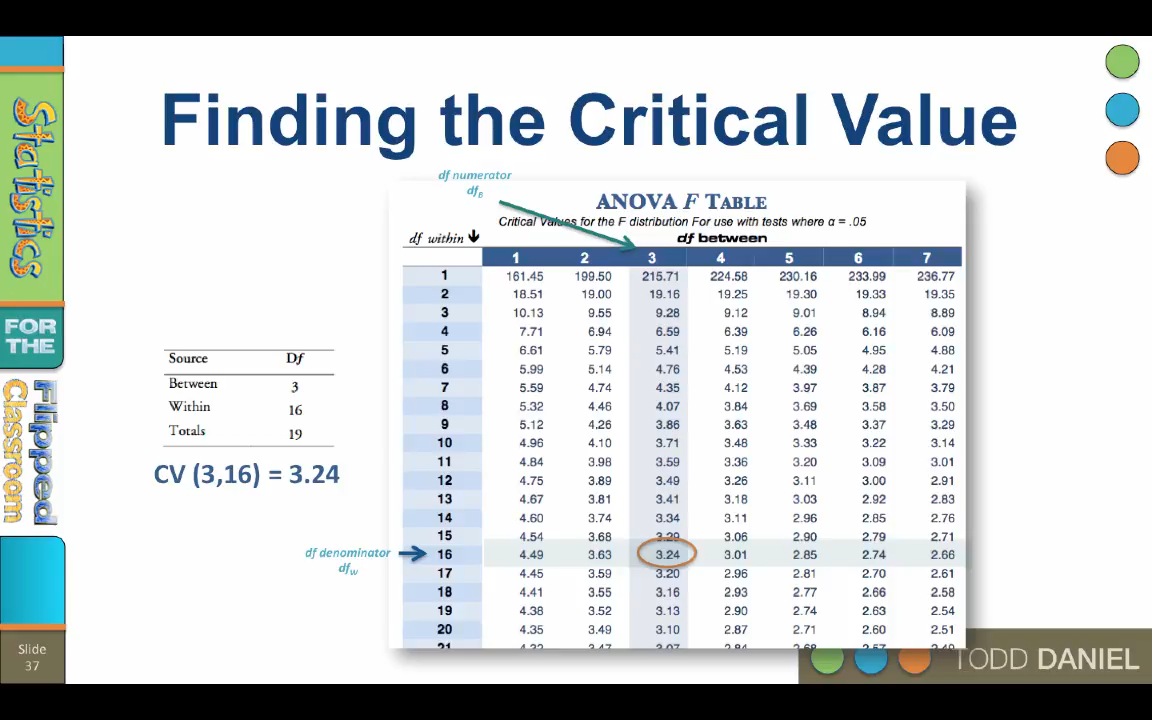 Finding the Critical Value
Statistics
FOR
THE
Flipped
Classroom
Slide
37
df numerator
dfB
ANOVA F TABLE
Critical Values for the F distribution For use with tests where α = .05
df within df between
1 2 3 4 5 6 7
1 161.45 199.50 215.71 224.58 230.16 233.99 236.77
2 18.51 19.00 19.16 19.25 19.30 19.33 19.35
3 10.13 9.55 9.28 9.12 9.01 8.94 8.89
4 7.71 6.94 6.59 6.39 6.26 6.16 6.09
5 6.61 5.79 5.41 5.19 5.05 4.95 4.88
6 5.99 5.14 4.76 4.53 4.39 4.28 4.21
7 5.59 4.74 4.35 4.12 3.97 3.87 3.79
8 5.32 4.46 4.07 3.84 3.69 3.58 3.50
9 5.12 4.26 3.86 3.63 3.48 3.37 3.29
10 4.96 4.10 3.71 3.48 3.33 3.22 3.14
11 4.84 3.98 3.59 3.36 3.20 3.09 3.01
12 4.75 3.89 3.49 3.26 3.11 3.00 2.91
13 4.67 3.81 3.41 3.18 3.03 2.92 2.83
14 4.60 3.74 3.34 3.11 2.96 2.85 2.76
15 4.54 3.68 3.29 3.06 2.90 2.79 2.71
16 4.49 3.63 3.24 3.01 2.85 2.74 2.66
17 4.45 3.59 3.20 2.96 2.81 2.70 2.61
18 4.41 3.55 3.16 2.93 2.77 2.66 2.58
19 4.38 3.52 3.13 2.90 2.74 2.63 2.54
20 4.35 3.49 3.10 2.87 2.71 2.60 2.51
Source Df
Between 3
Within 16
Totals 19
CV (3,16) = 3.24
df denominator
dfW
TODD DANIEL